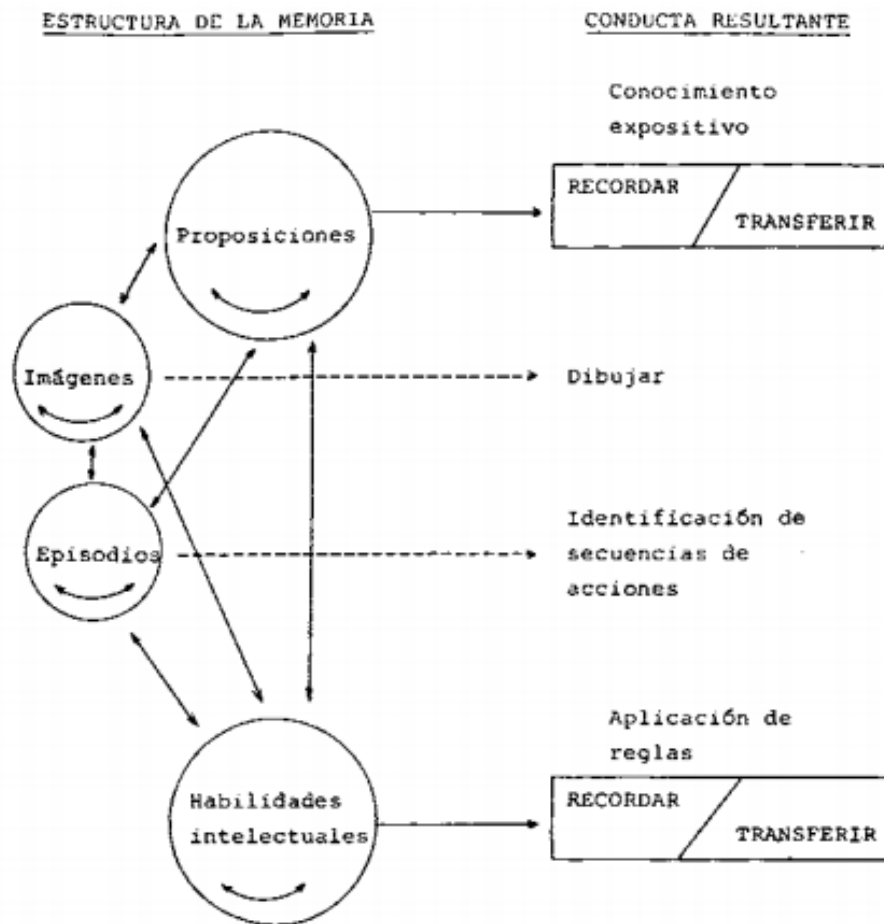 ESTRUCTURA DE LA MEMORIA
CONDUCTA RESULTANTE
Conocimiento
expositivo
RECORDAR
TRANSFERIR
Proposiciones
Imágenes
Dibujar
Episodios
Identificación de
secuencias de
acciones
Aplicación de
reglas
Habilidades
intelectuales
RECORDAR
TRANSFERIR